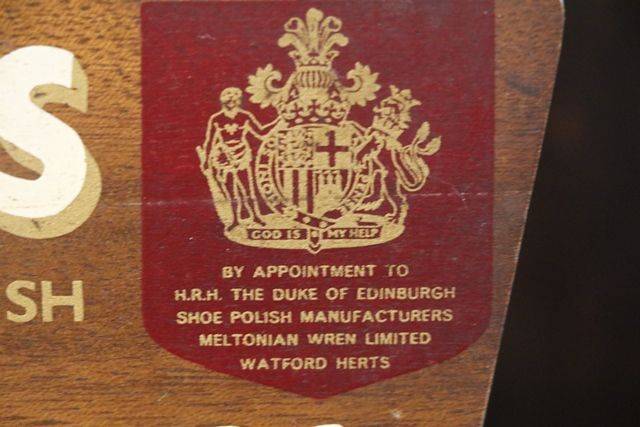 S
SH
GOD IS MY HELP
BY APPOINTMENT TO
H.R.H. THE DUKE OF EDINBURGH
SHOE POLISH MANUFACTURERS
MELTONIAN WREN LIMITED
WATFORD HERTS